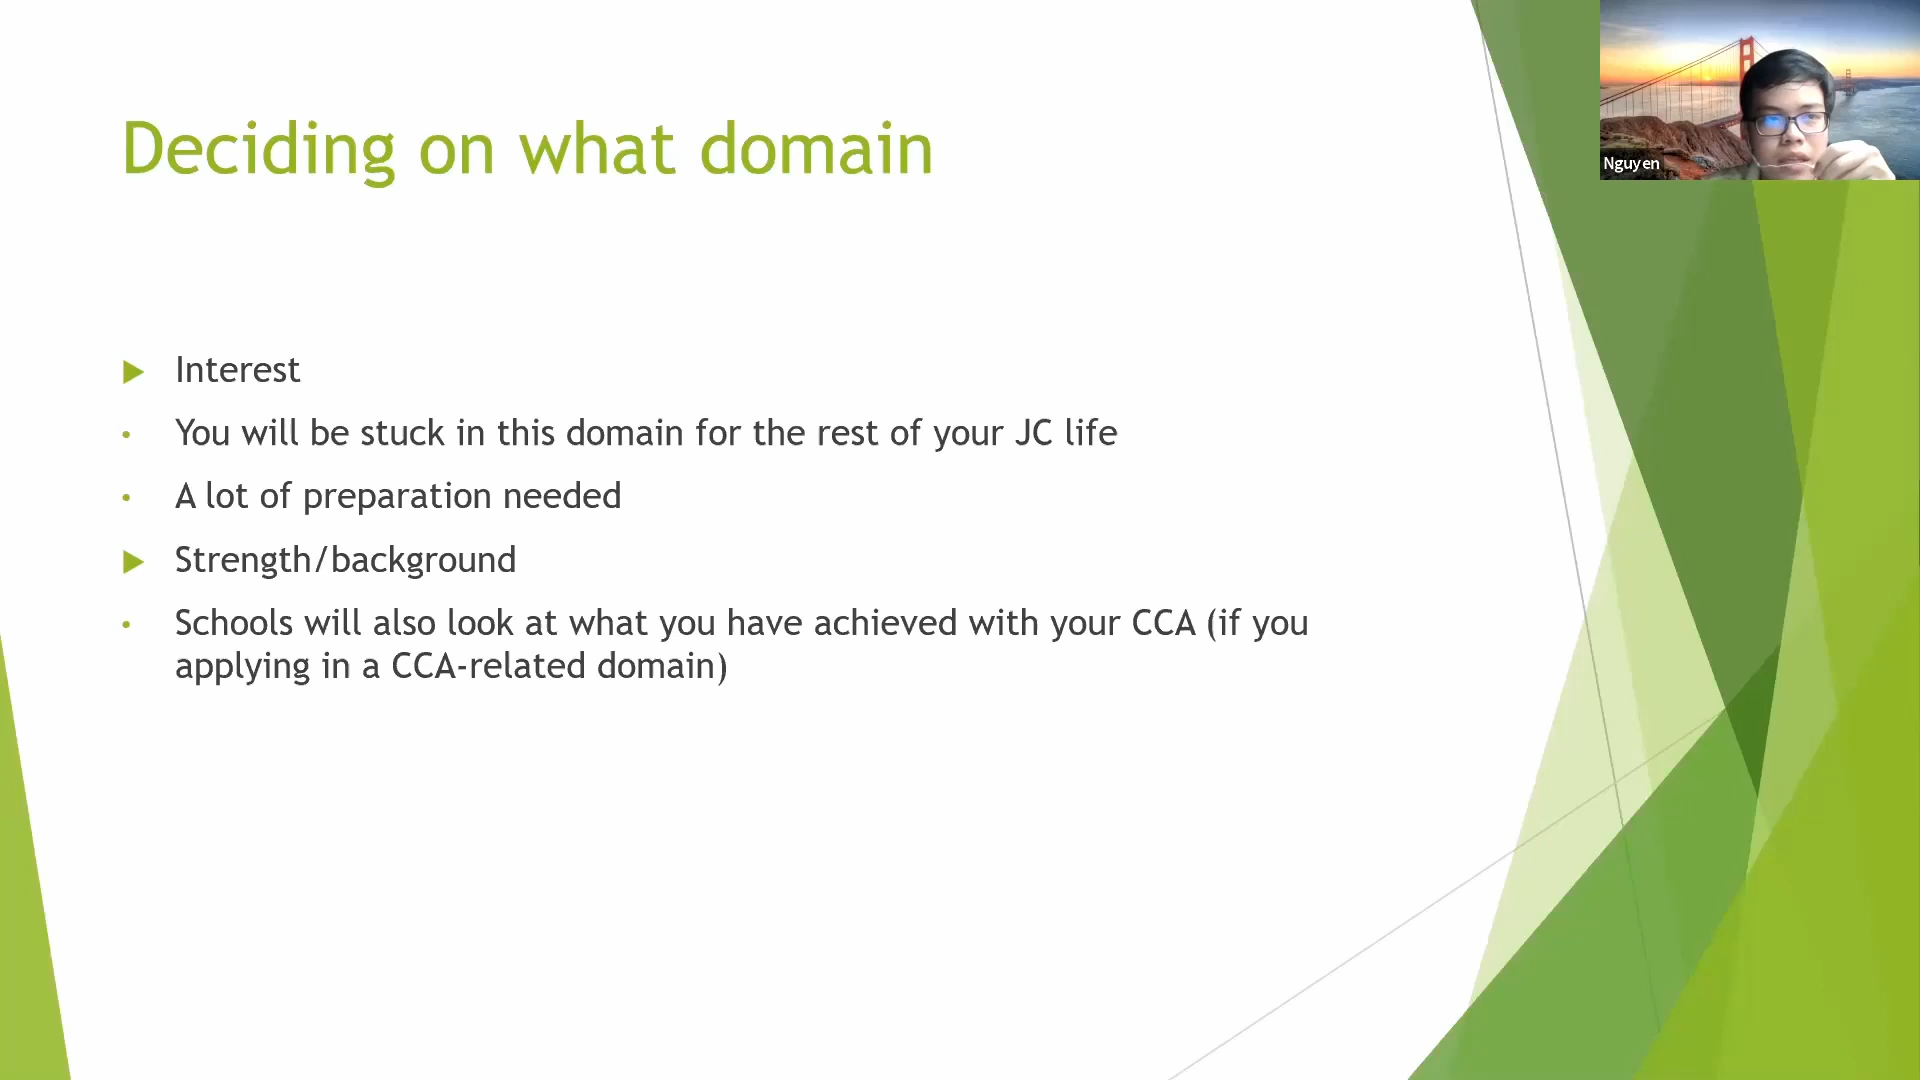 Deciding on what domain
Nguyen
Interest
You will be stuck in this domain for the rest of your JC life
A lot of preparation needed
Strength/background
Schools will also look at what you have achieved with your CCA (if you
applying in a CCA-related domain)